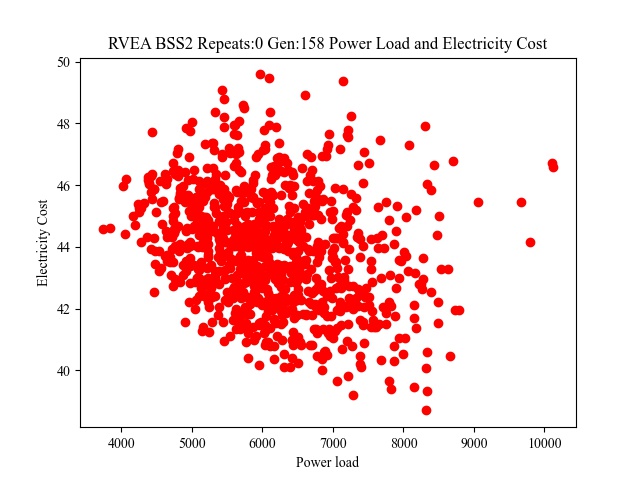 RVEA BSS2 Repeats:0 Gen:158 Power Load and Electricity Cost
50
48
46
44
42
40
Electricity Cost
4000 5000 6000 7000 8000 9000 10000
Power load